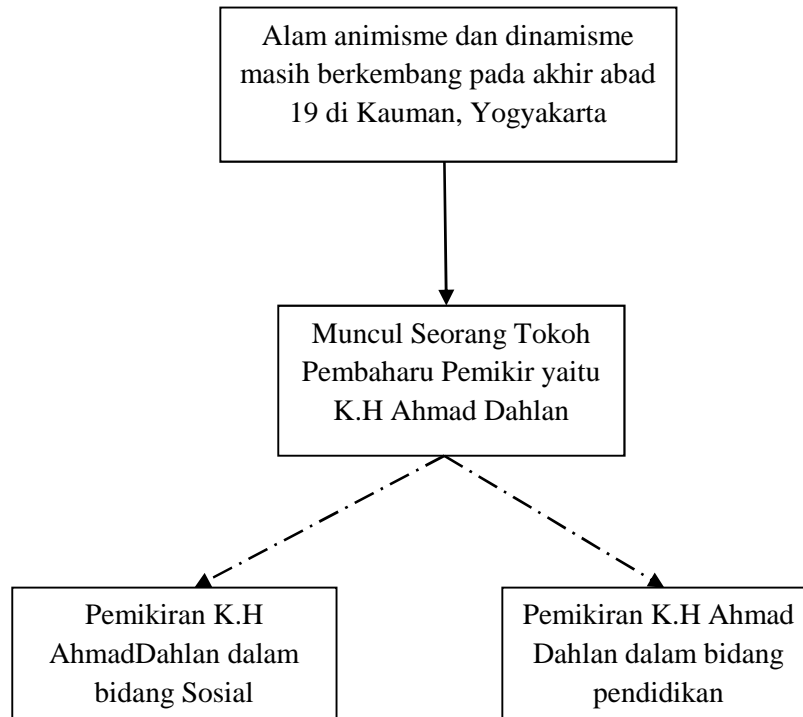 Alam animisme dan dinamisme
masih berkembang pada akhir abad
19 di Kauman, Yogyakarta
Muncul Seorang Tokoh
Pembaharu Pemikir yaitu
K.H Ahmad Dahlan
Pemikiran K.H
AhmadDahlan dalam
bidang Sosial
Pemikiran K.H Ahmad
Dahlan dalam bidang
pendidikan